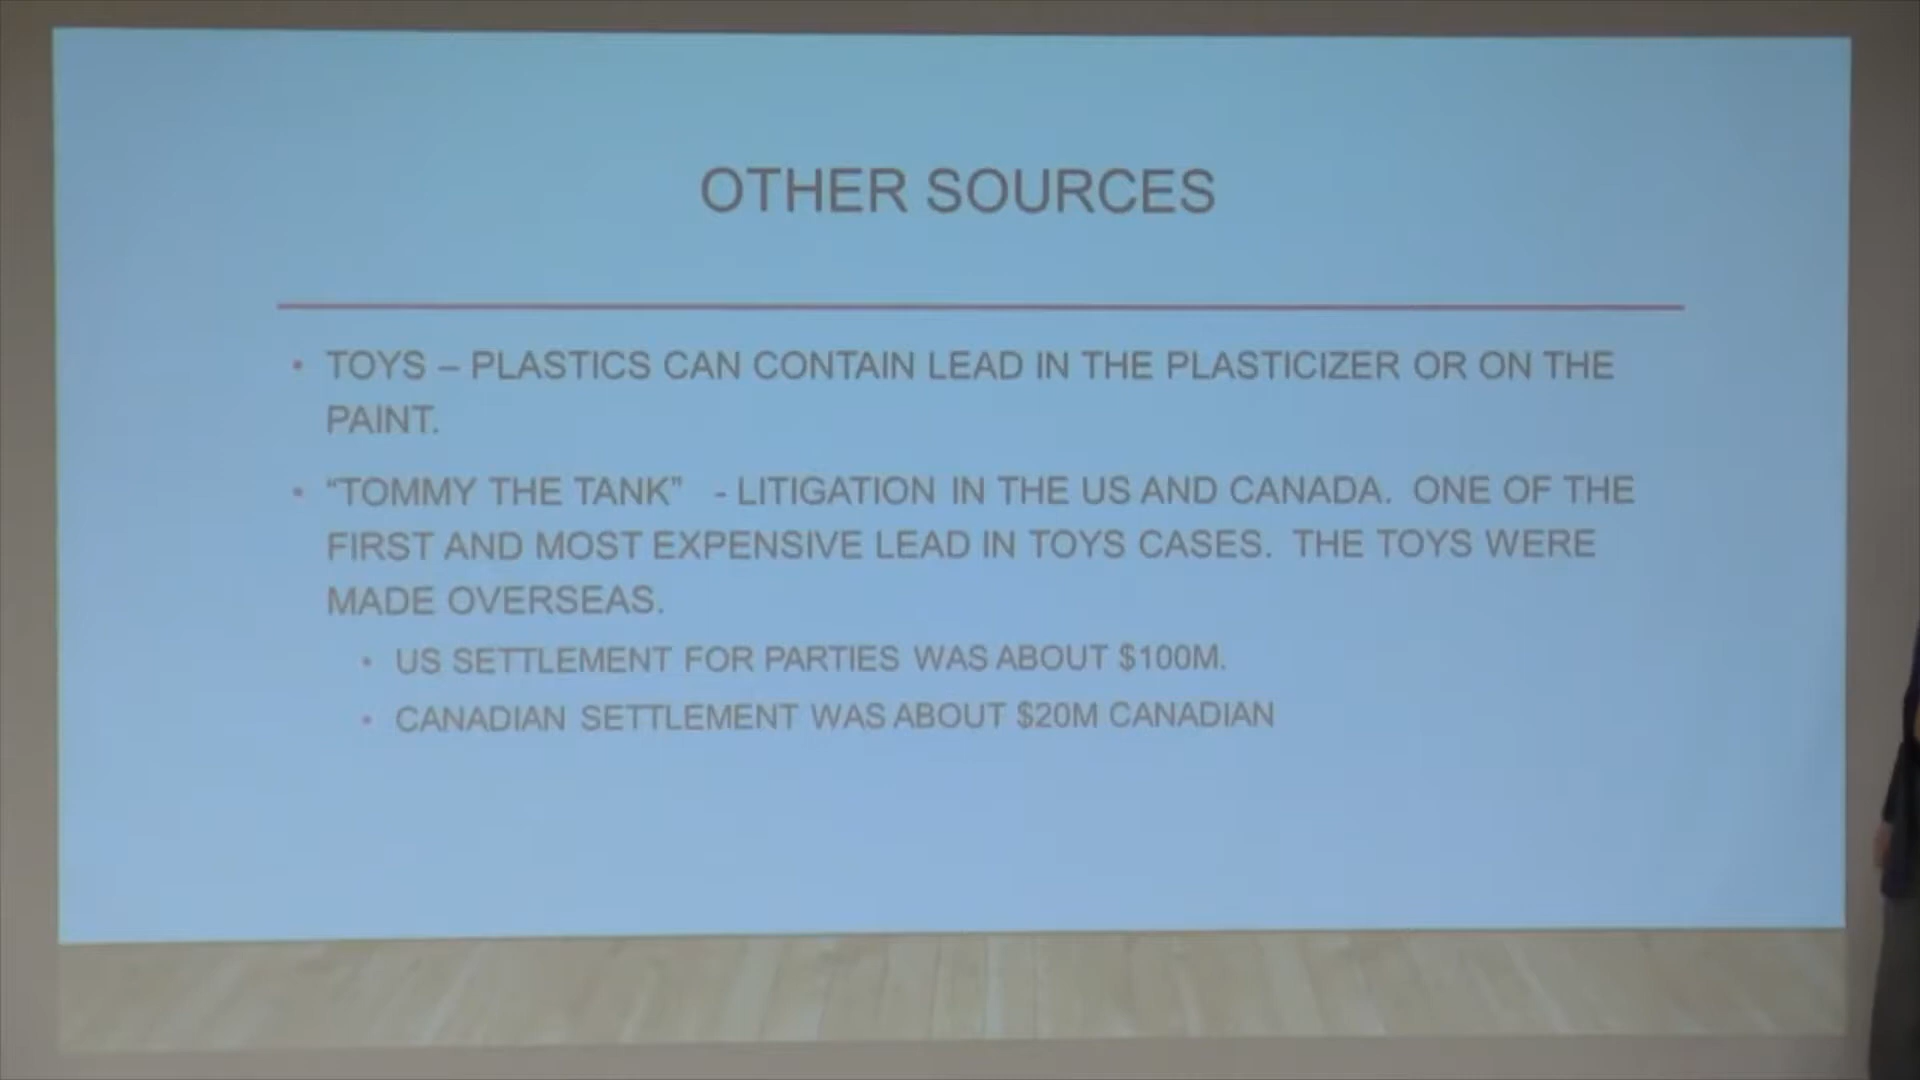 OTHER SOURCES
• TOYS – PLASTICS CAN CONTAIN LEAD IN THE PLASTICIZER OR ON THE
PAINT.
• “TOMMY THE TANK” - LITIGATION IN THE US AND CANADA. ONE OF THE
FIRST AND MOST EXPENSIVE LEAD IN TOYS CASES. THE TOYS WERE
MADE OVERSEAS.
• US SETTLEMENT FOR PARTIES WAS ABOUT $100M.
• CANADIAN SETTLEMENT WAS ABOUT $20M CANADIAN